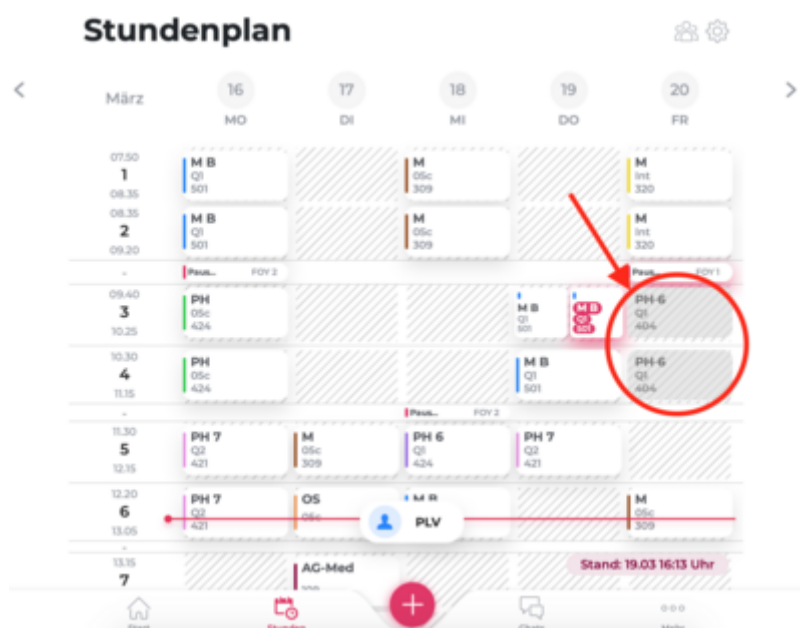 Stundenplan
März
16 17 18 19 20
MO DI MI DO FR
07.50
1
08.35
M B
Q1
501
M
05c
309
M
Int
320
08.35
2
09.20
M B
Q1
501
M
05c
309
M
Int
320
-
Paus... FOY 2
Paus... FOY 1
09.40
3
10.25
PH
05c
424
M B
Q1
501
M B
Q1
501
PH 6
Q1
404
10.30
4
11.15
PH
05c
424
M B
Q1
501
PH 6
Q1
404
-
Paus... FOY 2
11.30
5
12.15
PH 7
Q2
421
M
05c
309
PH 6
Q1
424
PH 7
Q2
421
12.20
6
13.05
PH 7
Q2
421
OS
05c
M B
M
05c
309
PLV
-
13.15
7
AG-Med
Stand: 19.03 16:13 Uhr